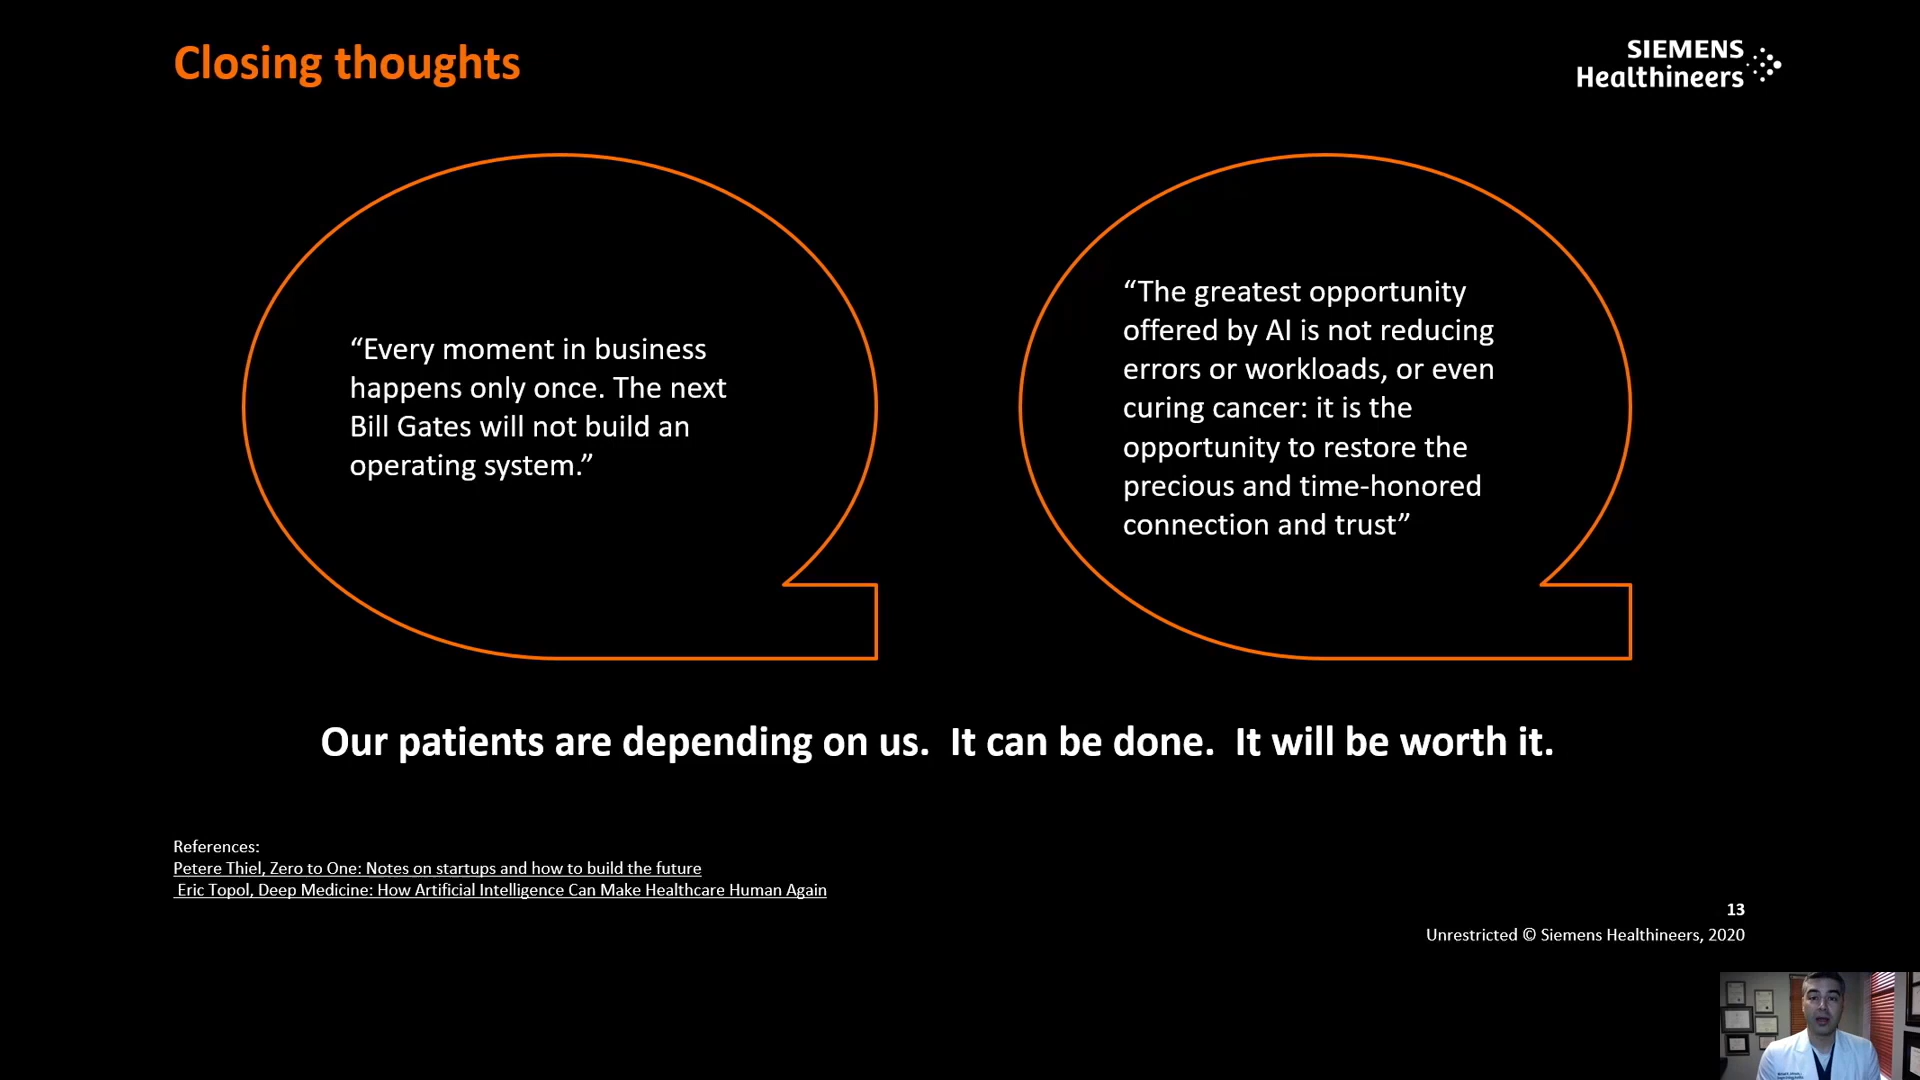 Closing thoughts
SIEMENS
Healthineers
“Every moment in business
happens only once. The next
Bill Gates will not build an
operating system.”
“The greatest opportunity
offered by AI is not reducing
errors or workloads, or even
curing cancer: it is the
opportunity to restore the
precious and time-honored
connection and trust”
Our patients are depending on us.  It can be done.  It will be worth it.
References:
Petere Thiel, Zero to One: Notes on startups and how to build the future
Eric Topol, Deep Medicine: How Artificial Intelligence Can Make Healthcare Human Again
13
Unrestricted © Siemens Healthineers, 2020